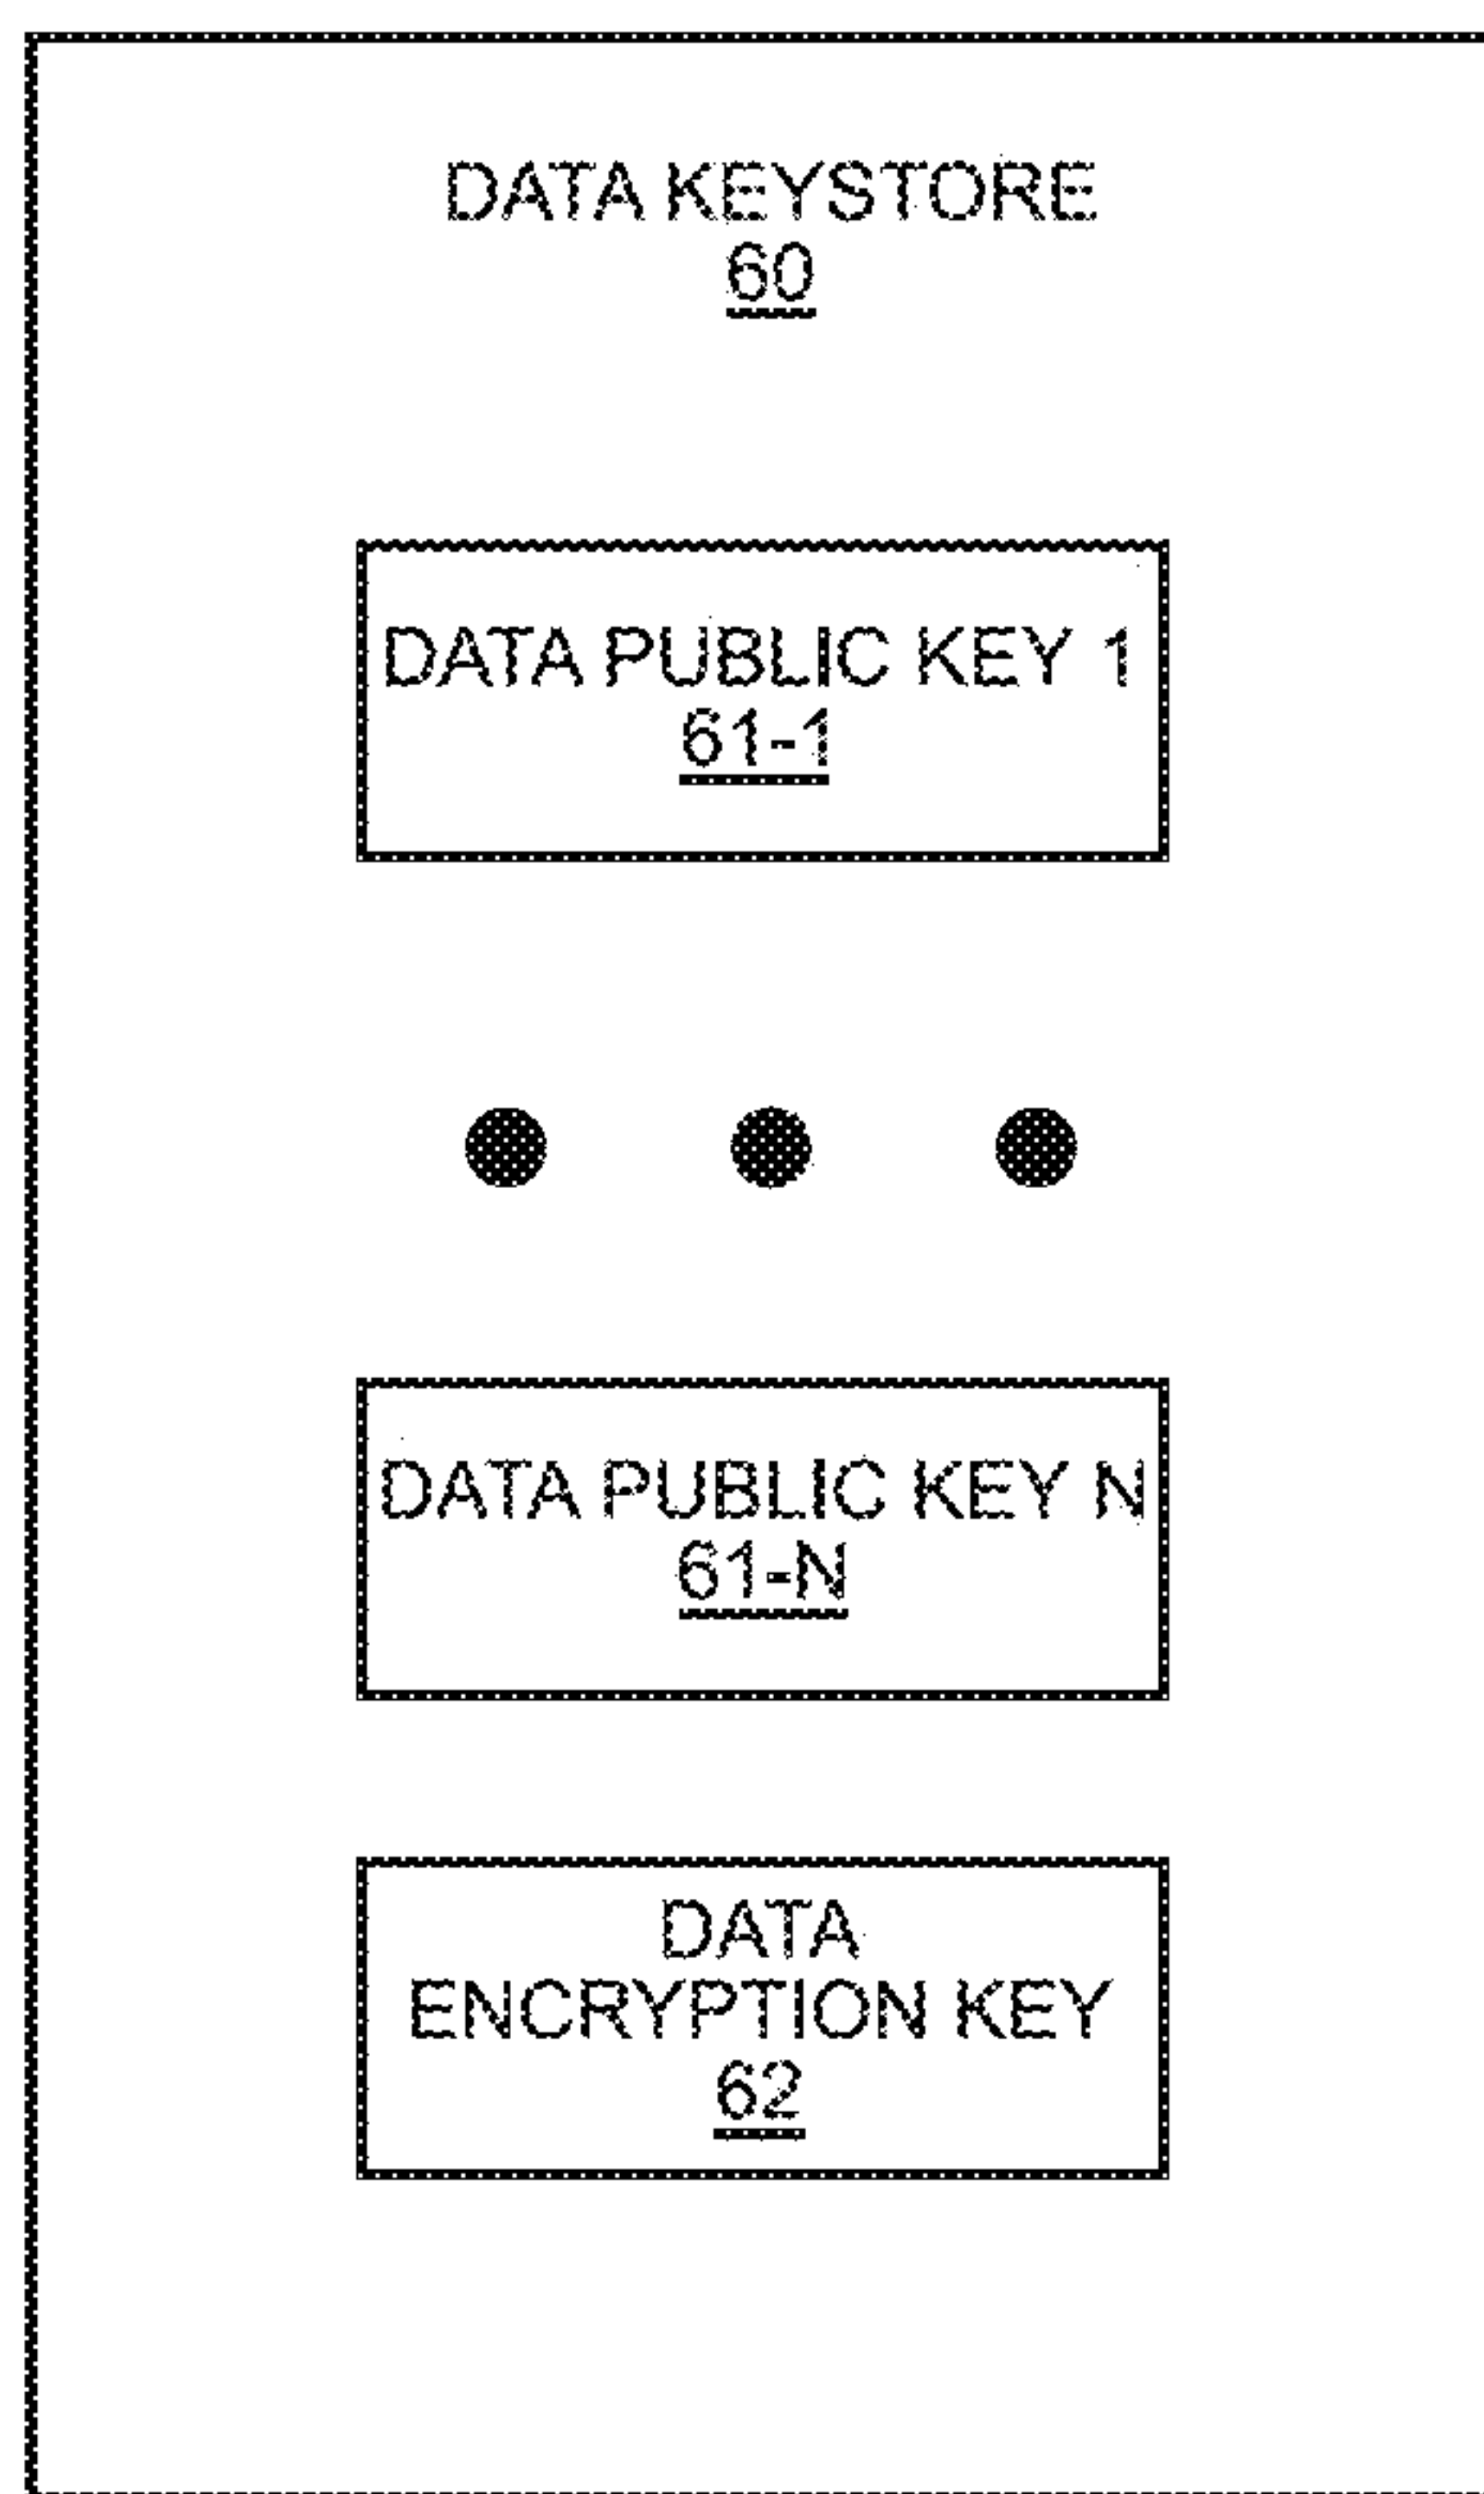 DATA KEYSTORE
60
DATA PUBLIC KEY 1
61-1
DATA PUBLIC KEY N
61-N
DATA
ENCRYPTION KEY
62